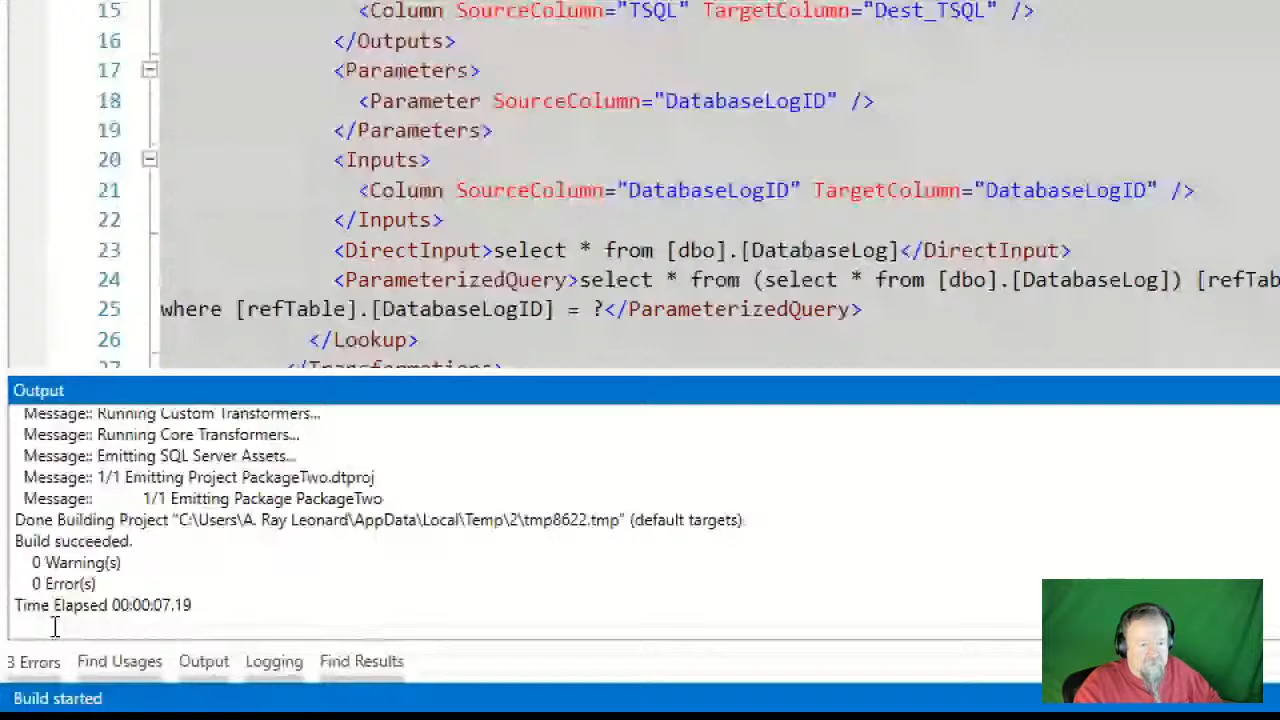 15 <Column SourceColumn="TSQL" TargetColumn="Dest_TSQL" />
16 </Outputs>
17 <Parameters>
18 <Parameter SourceColumn="DatabaseLogID" />
19 </Parameters>
20 <Inputs>
21 <Column SourceColumn="DatabaseLogID" TargetColumn="DatabaseLogID" />
22 </Inputs>
23 <DirectInput>select * from [dbo].[DatabaseLog]</DirectInput>
24 <ParameterizedQuery>select * from (select * from [dbo].[DatabaseLog]) [refTab
25 where [refTable].[DatabaseLogID] = ?</ParameterizedQuery>
26 </Lookup>
27 </Transformations>
Output
Message:: Running Custom Transformers...
Message:: Running Core Transformers...
Message:: Emitting SQL Server Assets...
Message:: 1/1 Emitting Project PackageTwo.dtproj
Message:: 1/1 Emitting Package PackageTwo
Done Building Project "C:\Users\A. Ray Leonard\AppData\Local\Temp\2\tmp8622.tmp" (default targets).
Build succeeded.
0 Warning(s)
0 Error(s)
Time Elapsed 00:00:07.19
3 Errors Find Usages Output Logging Find Results
Build started